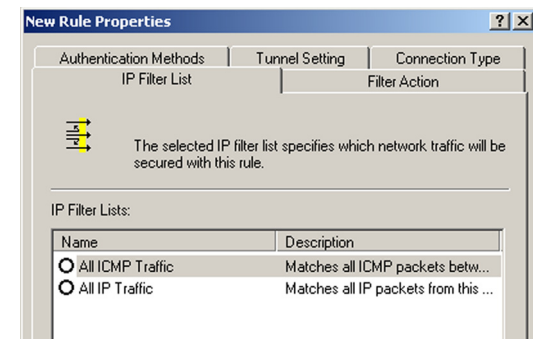 New Rule Properties
Authentication Methods Tunnel Setting Connection Type
IP Filter List Filter Action
The selected IP filter list specifies which network traffic will be
secured with this rule.
IP Filter Lists:
Name Description
All ICMP Traffic Matches all ICMP packets betw...
All IP Traffic Matches all IP packets from this ...